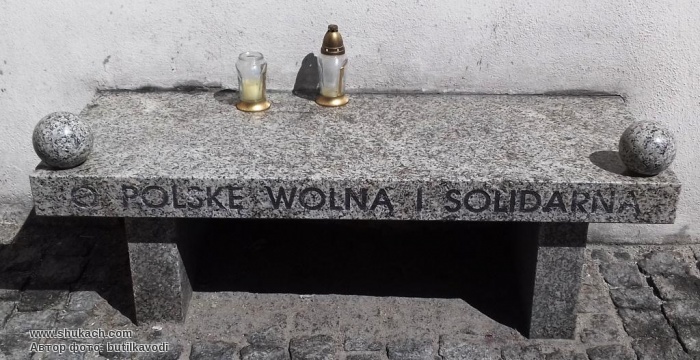 O POLSKĘ WOLNĄ I SOLIDARNĄ
www.shukach.com
Автор фото: butilkavodi